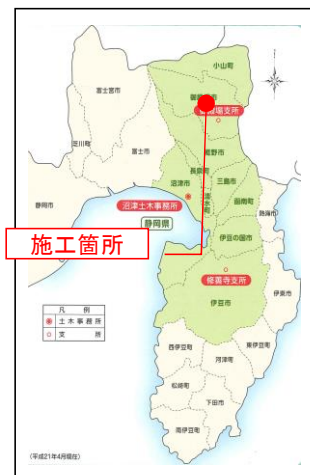 小山町
御殿場市
御殿場支所
富士宮市
裾野市
芝川町
富士市
長泉町
三島市
沼津市
清水町
函南町
静岡市
沼津土木事務所
熱海市
静岡県
伊豆の国市
施工箇所
修善寺支所
伊東市
伊豆市
凡 例
土木事務所
支 所
西伊豆町
東伊豆町
河津町
松崎町
下田市
南伊豆町
(平成21年4月現在)